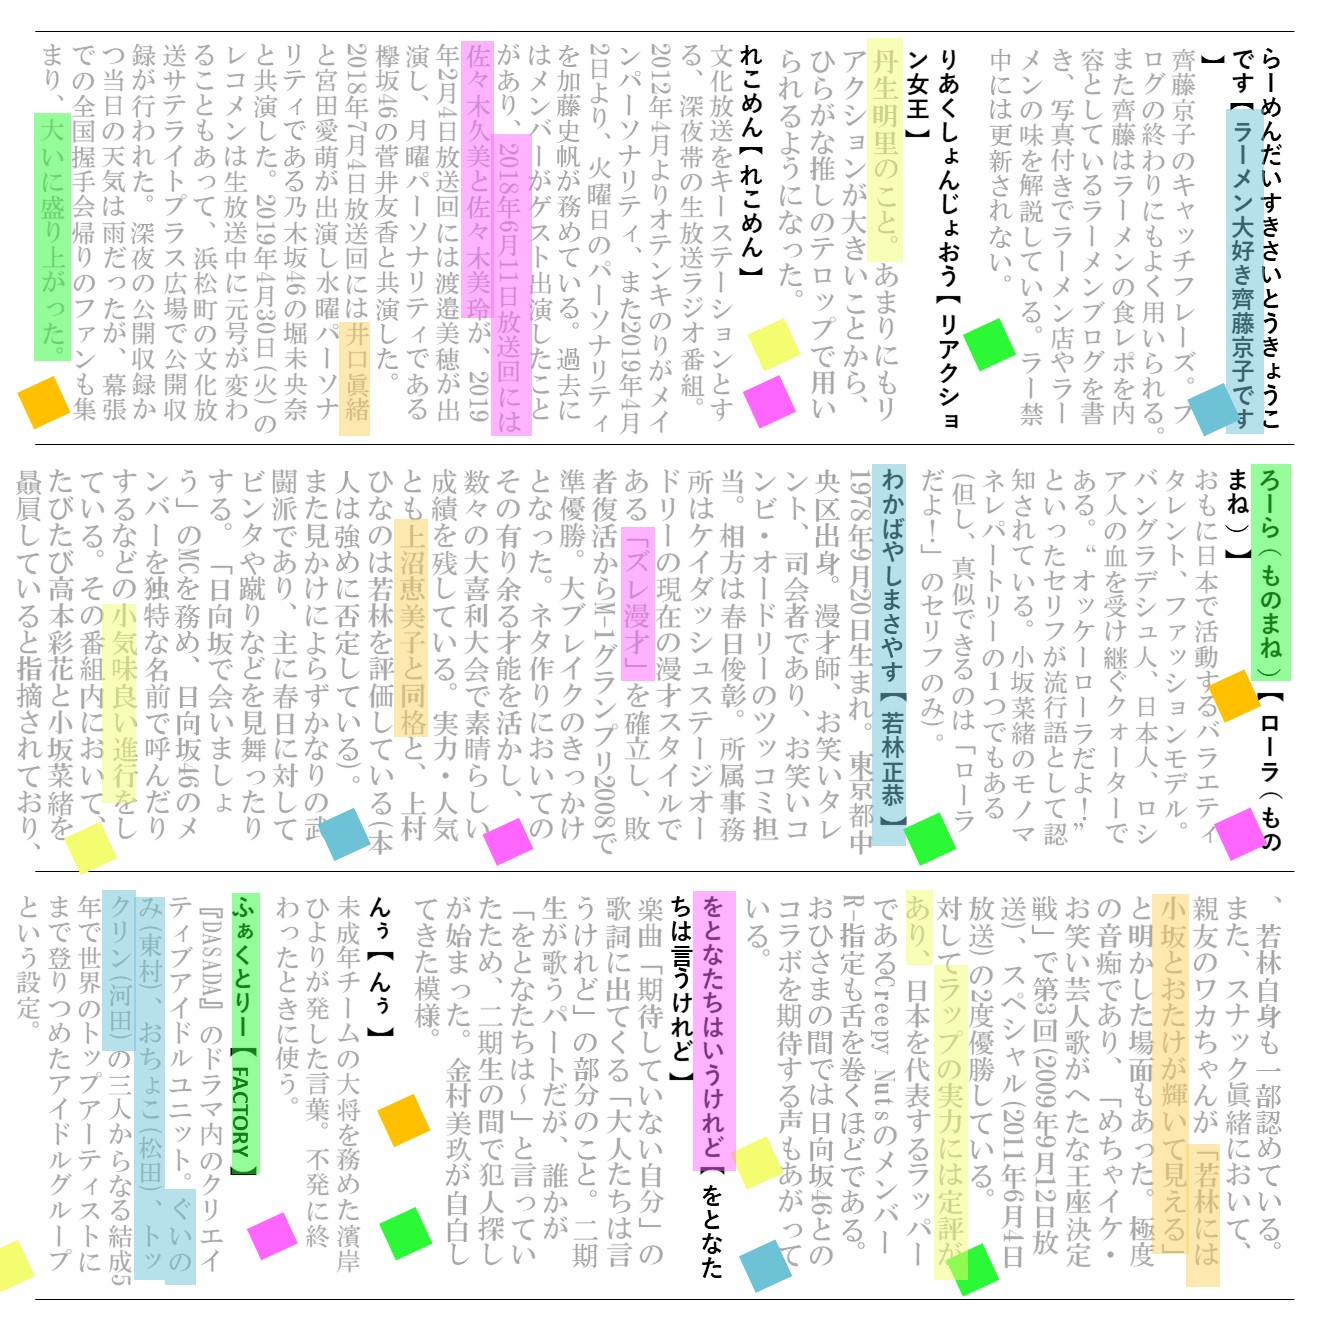 らーめんだいすきさいとうきょうこ
です【ラーメン大好き齊藤京子です
】
齊藤京子のキャッチフレーズ。ブ
ログの終わりにもよく用いられる。
また齊藤はラーメンの食レポを内
容としているラーメンブログを書
き、写真付きでラーメン店やラー
メンの味を解説している。ラー禁
中には更新されない。
りあくしょんじょおう【リアクショ
ン女王】
丹生明里のこと。あまりにもリ
アクションが大きいことから、
ひらがな推しのテロップで用い
られるようになった。
れこめん【れこめん】
文化放送をキーステーションとす
る、深夜帯の生放送ラジオ番組。
2012年4月よりオテンキのりがメイ
ンパーソナリティ、また2019年4月
2日より、火曜日のパーソナリティ
を加藤史帆が務めている。過去に
はメンバーがゲスト出演したこと
があり、2018年6月11日放送回には
佐々木久美と佐々木美玲が、2019
年2月4日放送回には渡邉美穂が出
演し、月曜パーソナリティである
欅坂46の菅井友香と共演した。
2018年7月4日放送回には井口眞緒
と宮田愛萌が出演し水曜パーソナ
リティである乃木坂46の堀未央奈
と共演した。2019年4月30日(火)の
レコメンは生放送中に元号が変わ
ることもあって、浜松町の文化放
送サテライトプラス広場で公開収
録が行われた。深夜の公開収録か
つ当日の天気は雨だったが、幕張
での全国握手会帰りのファンも集
まり、大いに盛り上がった。
ろーら（ものまね）【ローラ（もの
まね）】
おもに日本で活動するバラエティ
タレント、ファッションモデル。
バングラデシュ人、日本人、ロシ
ア人の血を受け継ぐクォーターで
ある。“オッケーローラだよ！”
といったセリフが流行語として認
知されている。小坂菜緒のモノマ
ネレパートリーの1つでもある
(但し、真似できるのは「ローラ
だよ！」のセリフのみ)。
わかばやしまさやす【若林正恭】
1978年9月20日生まれ。東京都中
央区出身。漫才師、お笑いタレ
ント、司会者であり、お笑いコ
ンビ・オードリーのツッコミ担
当。相方は春日俊彰。所属事務
所はケイダッシュステージオー
ドリーの現在の漫才スタイルで
ある「ズレ漫才」を確立し、敗
者復活からM-1グランプリ2008で
準優勝。大ブレイクのきっかけ
となった。ネタ作りにおいての
その有り余る才能を活かし、
数々の大喜利大会で素晴らしい
成績を残している。実力・人気
とも上沼恵美子と同格と、上村
ひなのは若林を評価している(本
人は強めに否定している)。
また見かけによらずかなりの武
闘派であり、主に春日に対して
ビンタや蹴りなどを見舞ったり
する。「日向坂で会いましょ
う」のMCを務め、日向坂46のメ
ンバーを独特な名前で呼んだり
するなどの小気味良い進行をし
ている。その番組内において、
たびたび高本彩花と小坂菜緒を
贔屓していると指摘されており、
、若林自身も一部認めている。
また、スナック眞緒において、
親友のワカちゃんが「若林には
小坂とおたけが輝いて見える」
と明かした場面もあった。極度
の音痴であり、「めちゃイケ・
お笑い芸人歌がへたな王座決定
戦」で第3回(2009年9月12日放
送)、スペシャル(2011年6月4日
放送)の2度優勝している。
対してラップの実力には定評が
あり、日本を代表するラッパー
であるCreepy Nutsのメンバー
R-指定も舌を巻くほどである。
おひさまの間では日向坂46との
コラボを期待する声もあがって
いる。
をとなたちはいうけれど【をとなた
ちは言うけれど】
楽曲「期待していない自分」の
歌詞に出てくる「大人たちは言
うけれど」の部分のこと。二期
生が歌うパートだが、誰かが
「をとなたちは～」と言ってい
たため、二期生の間で犯人探し
が始まった。金村美玖が自白し
てきた模様。
んぅ【んぅ】
未成年チームの大将を務めた濱岸
ひよりが発した言葉。不発に終
わったときに使う。
ふぁくとりー【FACTORY】
『DASADA』のドラマ内のクリエイ
ティブアイドルユニット。ぐいの
み(東村)、おちょこ(松田)、トッ
クリン(河田)の三人からなる結成5
年で世界のトップアーティストに
まで登りつめたアイドルグループ
という設定。